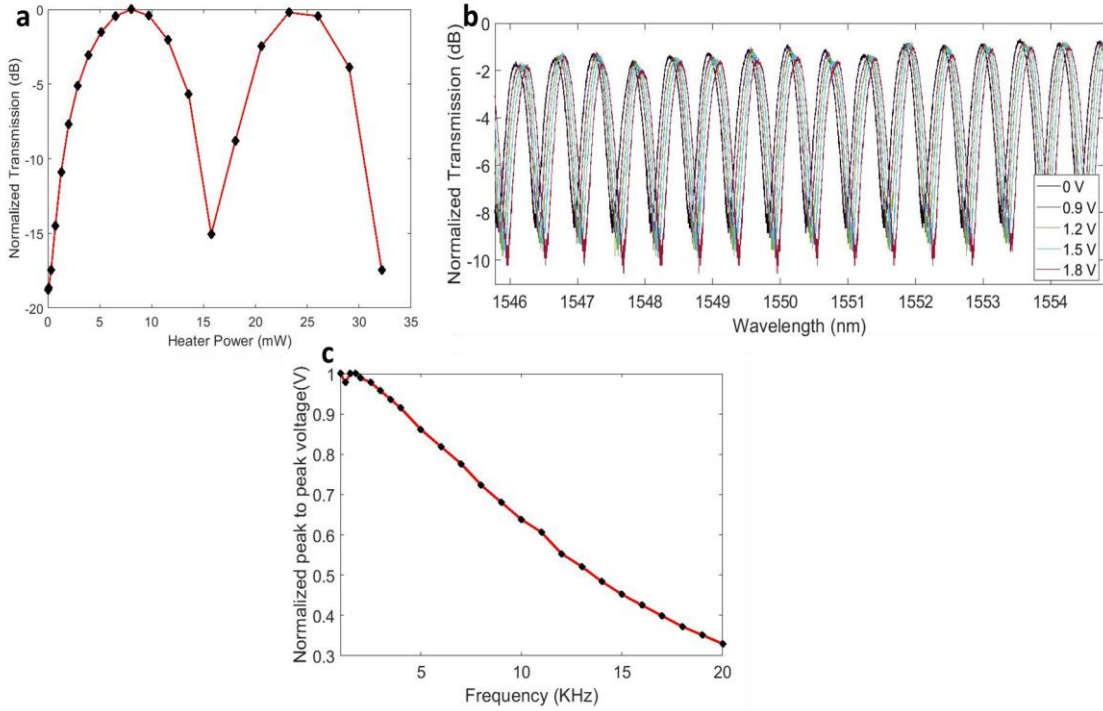 a
Normalized Transmission (dB)
0
-5
-10
-15
-20
0 5 10 15 20 25 30 35
Heater Power (mW)
b
Normalized Transmission (dB)
0
-2
-4
-6
-8
-10
0 V
0.9 V
1.2 V
1.5 V
1.8 V
1546 1547 1548 1549 1550 1551 1552 1553 1554
Wavelength (nm)
c
Normalized peak to peak voltage(V)
1
0.9
0.8
0.7
0.6
0.5
0.4
0.3
5 10 15 20
Frequency (KHz)